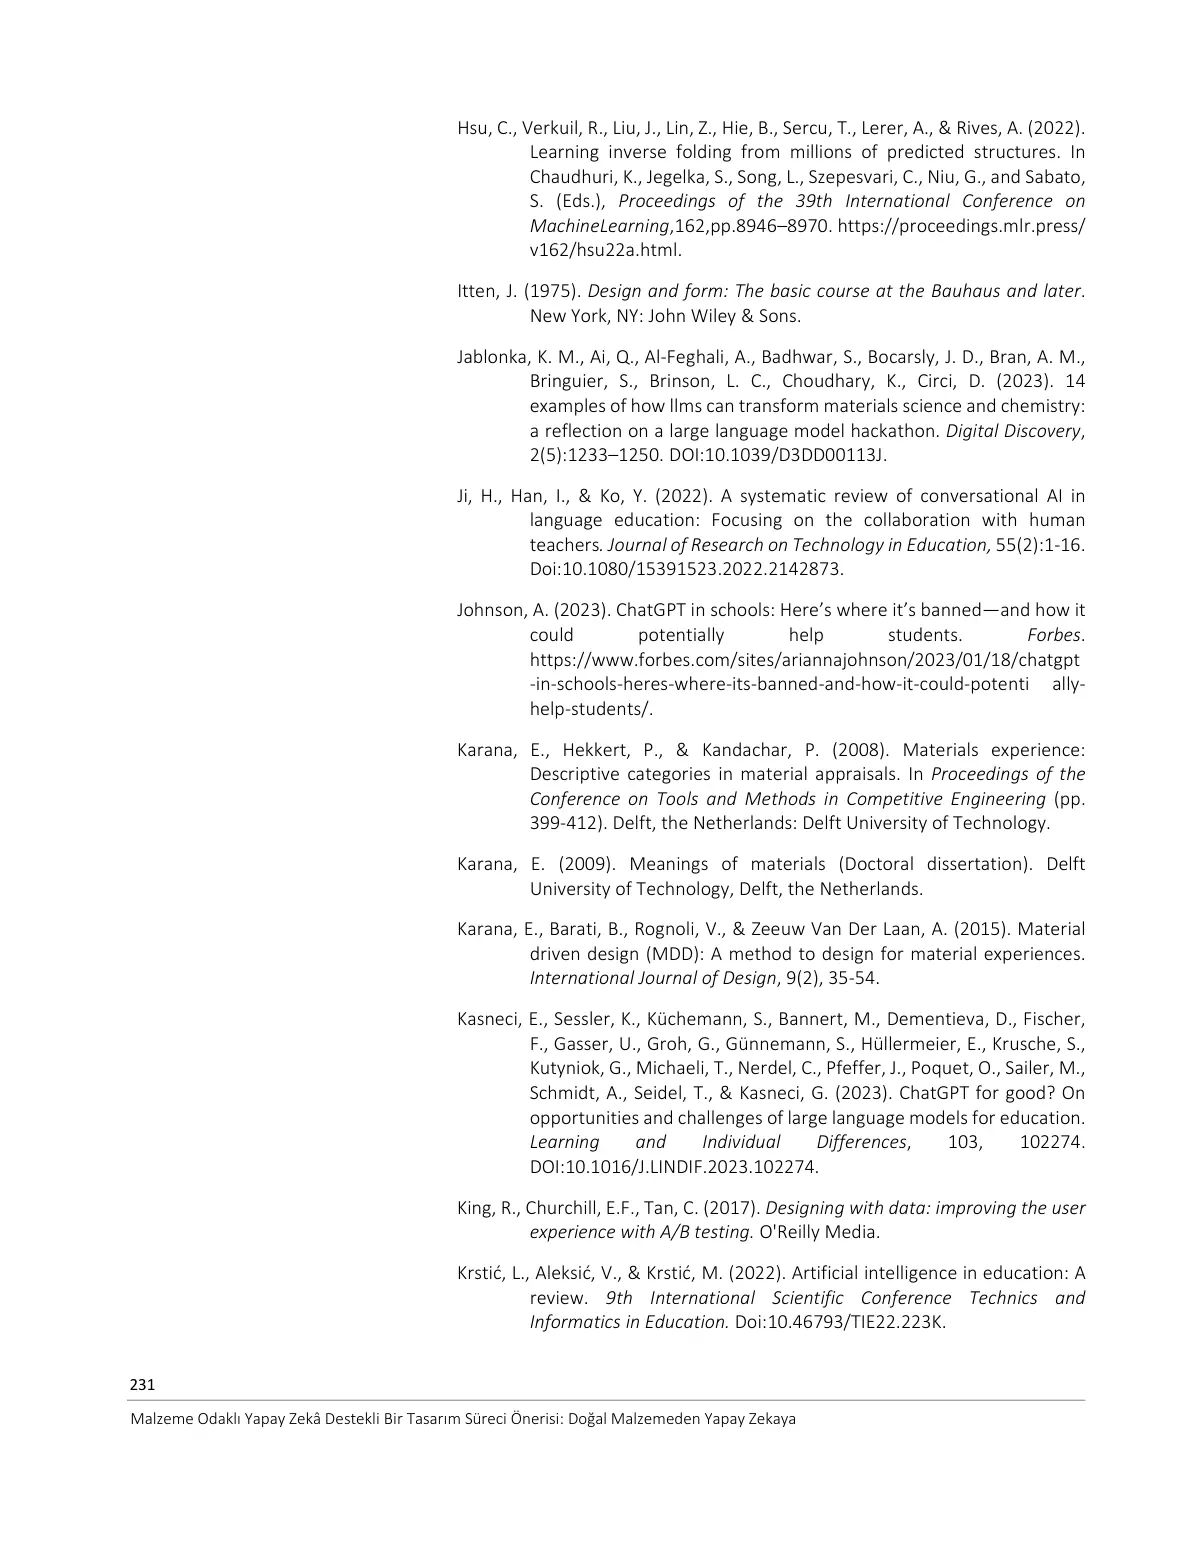 Hsu, C., Verkuil, R., Liu, J., Lin, Z., Hie, B., Sercu, T., Lerer, A., & Rives, A. (2022).
Learning inverse folding from millions of predicted structures. In
Chaudhuri, K., Jegelka, S., Song, L., Szepesvari, C., Niu, G., and Sabato,
S. (Eds.), Proceedings of the 39th International Conference on
MachineLearning,162,pp.8946–8970. https://proceedings.mlr.press/
v162/hsu22a.html.
Itten, J. (1975). Design and form: The basic course at the Bauhaus and later.
New York, NY: John Wiley & Sons.
Jablonka, K. M., Ai, Q., Al-Feghali, A., Badhwar, S., Bocarsly, J. D., Bran, A. M.,
Bringuier, S., Brinson, L. C., Choudhary, K., Circi, D. (2023). 14
examples of how llms can transform materials science and chemistry:
a reflection on a large language model hackathon. Digital Discovery,
2(5):1233–1250. DOI:10.1039/D3DD00113J.
Ji, H., Han, I., & Ko, Y. (2022). A systematic review of conversational AI in
language education: Focusing on the collaboration with human
teachers. Journal of Research on Technology in Education, 55(2):1-16.
Doi:10.1080/15391523.2022.2142873.
Johnson, A. (2023). ChatGPT in schools: Here’s where it’s banned—and how it
could potentially help students. Forbes.
https://www.forbes.com/sites/ariannajohnson/2023/01/18/chatgpt
-in-schools-heres-where-its-banned-and-how-it-could-potenti ally-
help-students/.
Karana, E., Hekkert, P., & Kandachar, P. (2008). Materials experience:
Descriptive categories in material appraisals. In Proceedings of the
Conference on Tools and Methods in Competitive Engineering (pp.
399-412). Delft, the Netherlands: Delft University of Technology.
Karana, E. (2009). Meanings of materials (Doctoral dissertation). Delft
University of Technology, Delft, the Netherlands.
Karana, E., Barati, B., Rognoli, V., & Zeeuw Van Der Laan, A. (2015). Material
driven design (MDD): A method to design for material experiences.
International Journal of Design, 9(2), 35-54.
Kasneci, E., Sessler, K., Küchemann, S., Bannert, M., Dementieva, D., Fischer,
F., Gasser, U., Groh, G., Günnemann, S., Hüllermeier, E., Krusche, S.,
Kutyniok, G., Michaeli, T., Nerdel, C., Pfeffer, J., Poquet, O., Sailer, M.,
Schmidt, A., Seidel, T., & Kasneci, G. (2023). ChatGPT for good? On
opportunities and challenges of large language models for education.
Learning and Individual Differences, 103, 102274.
DOI:10.1016/J.LINDIF.2023.102274.
King, R., Churchill, E.F., Tan, C. (2017). Designing with data: improving the user
experience with A/B testing. O'Reilly Media.
Krstić, L., Aleksić, V., & Krstić, M. (2022). Artificial intelligence in education: A
review. 9th International Scientific Conference Technics and
Informatics in Education. Doi:10.46793/TIE22.223K.
231
Malzeme Odaklı Yapay Zekâ Destekli Bir Tasarım Süreci Önerisi: Doğal Malzemeden Yapay Zekaya